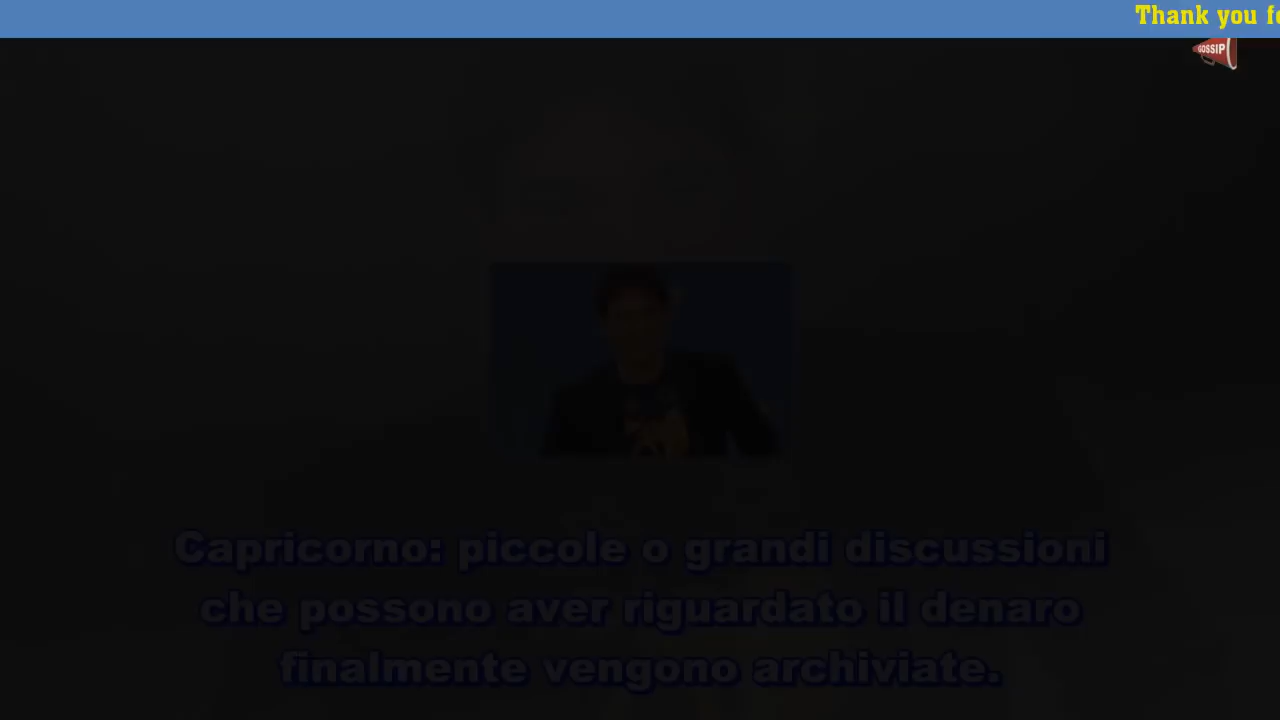 Thank you
GOSSIP
Capricorno: piccole o grandi discussioni
che possono aver riguardato il denaro
finalmente vengono archiviate.